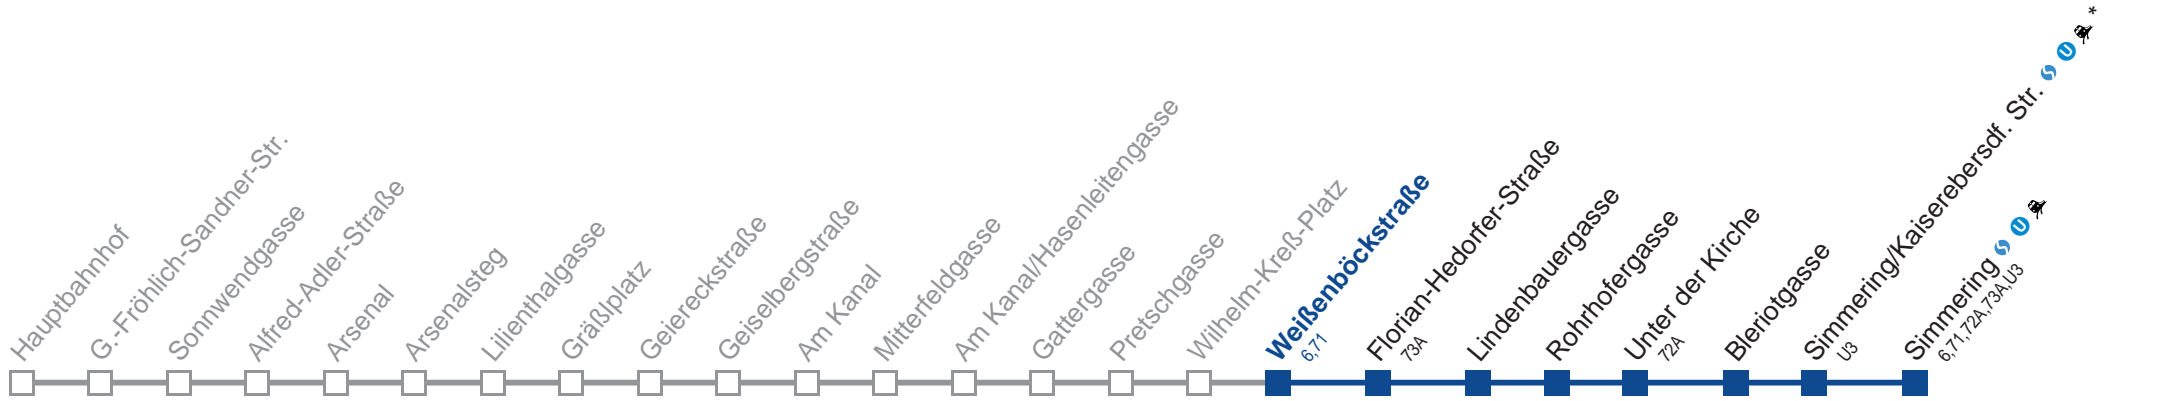 Hauptbahnhof
G.-Fröhlich-Sandner-Str.
Sonnwendgasse
Alfred-Adler-Straße
Arsenal
Arsenalsteg
Lilienthalgasse
Gräßlplatz
Geiereckstraße
Geiselbergstraße
Am Kanal
Mitterfeldgasse
Am Kanal/Hasenleitengasse
Gattergasse
Pretschgasse
Wilhelm-Kreß-Platz
Weißenböckstraße
6,71
Florian-Hedorfer-Straße
73A
Lindenbauergasse
Rohrhofergasse
Unter der Kirche
72A
Bleriotgasse
Simmering/Kaiserebersdf. Str. S U *
U3
Simmering S U
6,71,72A,73A,U3